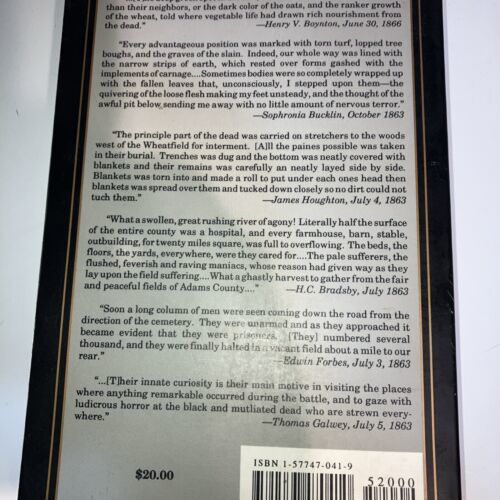 than their neighbors, or the dark color of the oats, and the ranker growth
of the wheat, told where vegetable life had drawn rich nourishment from
the dead." —Henry V. Boynton, June 30, 1866
"Every advantageous position was marked with torn turf, lopped tree
boughs, and the graves of the slain. Indeed, our whole way was lined with
the narrow strips of earth, which rested over forms gashed with the
implements of carnage....Sometimes bodies were so completely wrapped up
with the fallen leaves that, unconsciously, I stepped upon them—the
quivering of the loose flesh making my feet unsteady, and the thought of the
awful pit below sending me away with no little amount of nervous terror."
—Sophronia Bucklin, October 1863
"The principle part of the dead was carried on stretchers to the woods
west of the Wheatfield for interment. [A]ll the paines possible was taken
in their burial. Trenches was dug and the bottom was neatly covered with
blankets and their remains was carefully an neatly layed side by side.
Blankets was torn into and made a roll to put under each ones head then
blankets was spread over them and tucked down closely so no dirt could not
tuch them." —James Houghton, July 4, 1863
"What a swollen, great rushing river of agony! Literally half the surface
of the entire county was a hospital, and every farmhouse, barn, stable,
outbuilding, for twenty miles square, was full to overflowing. The beds, the
floors, the yards, everywhere, were they cared for....The pale sufferers, the
flushed, feverish and raving maniacs, whose reason had given way as they
lay upon the field suffering....What a ghastly harvest to gather from the fair
and peaceful fields of Adams County...." —H.C. Bradsby, July 1863
"Soon a long column of men were seen coming down the road from the
direction of the cemetery. They were unarmed and as they approached it
became evident that they were prisoners. [They] numbered several
thousand, and they were finally halted in a vacant field about a mile to our
rear." —Edwin Forbes, July 3, 1863
"...[T]heir innate curiosity is their main motive in visiting the places
where anything remarkable occurred during the battle, and to gaze with
ludicrous horror at the black and mutliated dead who are strewn every-
where." —Thomas Galwey, July 5, 1863
$20.00
ISBN 1-57747-041-9
52000